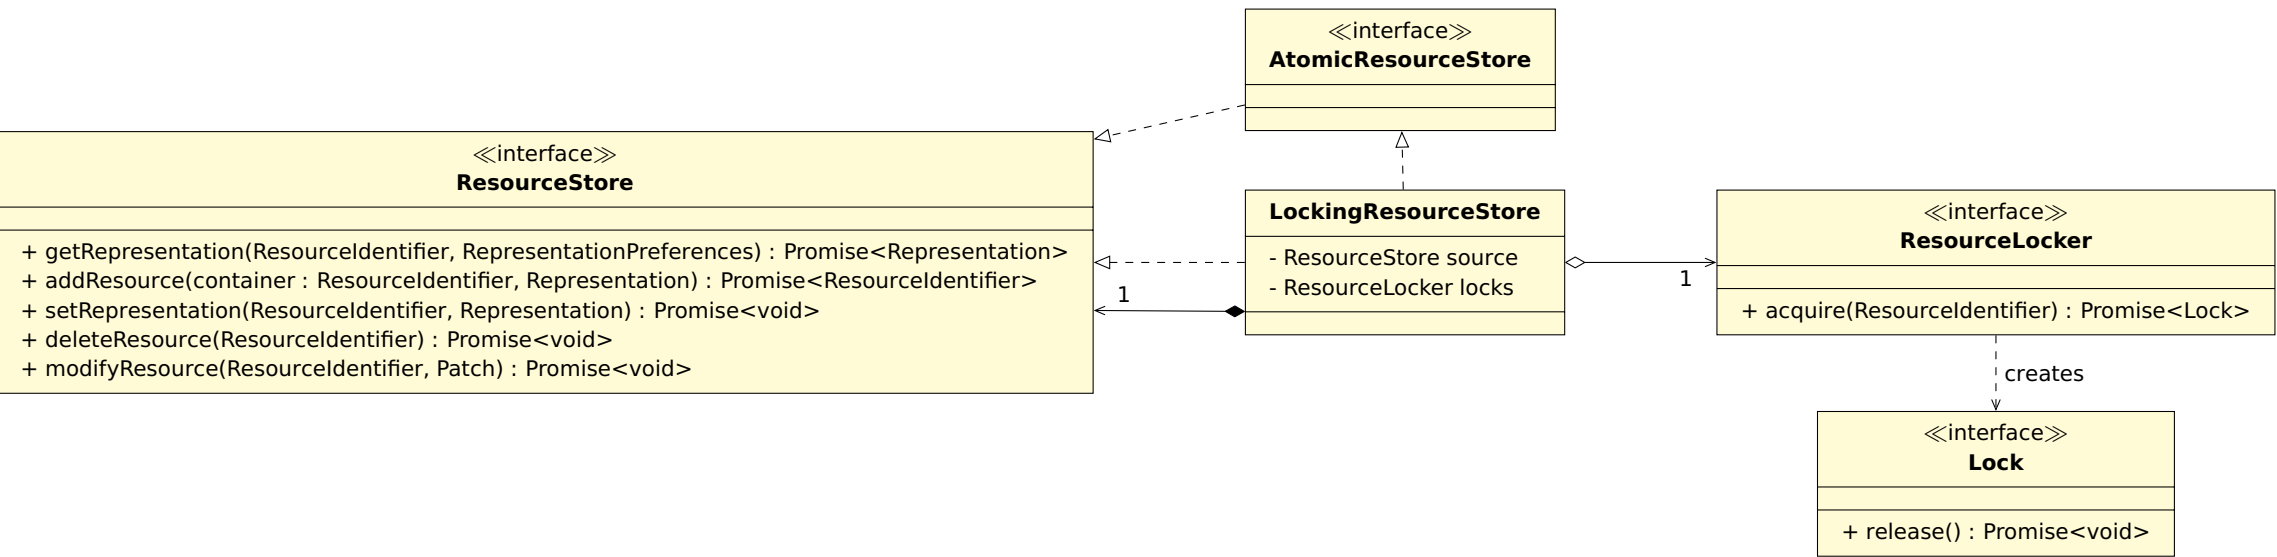 ≪interface≫
AtomicResourceStore
≪interface≫
ResourceStore
+ getRepresentation(ResourceIdentifier, RepresentationPreferences) : Promise<Representation>
+ addResource(container : ResourceIdentifier, Representation) : Promise<ResourceIdentifier>
+ setRepresentation(ResourceIdentifier, Representation) : Promise<void>
+ deleteResource(ResourceIdentifier) : Promise<void>
+ modifyResource(ResourceIdentifier, Patch) : Promise<void>
1
LockingResourceStore
- ResourceStore source
- ResourceLocker locks
1
≪interface≫
ResourceLocker
+ acquire(ResourceIdentifier) : Promise<Lock>
creates
≪interface≫
Lock
+ release() : Promise<void>